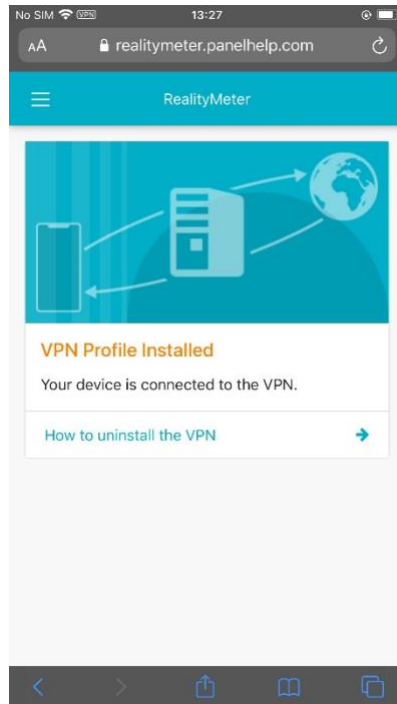 No SIM VPN 13:27
AA realitymeter.panelhelp.com
RealityMeter
VPN Profile Installed
Your device is connected to the VPN.
How to uninstall the VPN